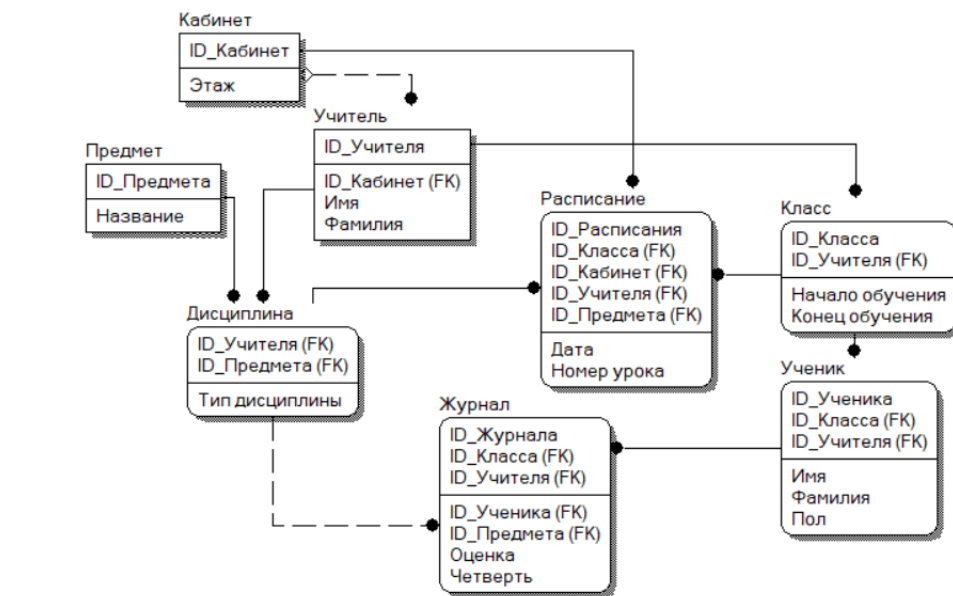 Кабинет
ID_Кабинет
Этаж
Учитель
ID_Учителя
ID_Кабинет (FK)
Имя
Фамилия
Предмет
ID_Предмета
Название
Расписание
ID_Расписания
ID_Класса (FK)
ID_Кабинет (FK)
ID_Учителя (FK)
ID_Предмета (FK)
Дата
Номер урока
Класс
ID_Класса
ID_Учителя (FK)
Начало обучения
Конец обучения
Дисциплина
ID_Учителя (FK)
ID_Предмета (FK)
Тип дисциплины
Ученик
ID_Ученика
ID_Класса (FK)
ID_Учителя (FK)
Имя
Фамилия
Пол
Журнал
ID_Журнала
ID_Класса (FK)
ID_Учителя (FK)
ID_Ученика (FK)
ID_Предмета (FK)
Оценка
Четверть